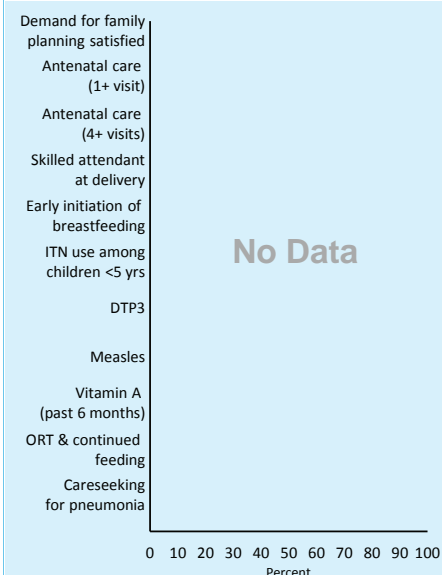 Demand for family
planning satisfied
Antenatal care
(1+ visit)
Antenatal care
(4+ visits)
Skilled attendant
at delivery
Early initiation of
breastfeeding
ITN use among
children <5 yrs
No Data
DTP3
Measles
Vitamin A
(past 6 months)
ORT & continued
feeding
Careseeking
for pneumonia
0 10 20 30 40 50 60 70 80 90 100
Percent